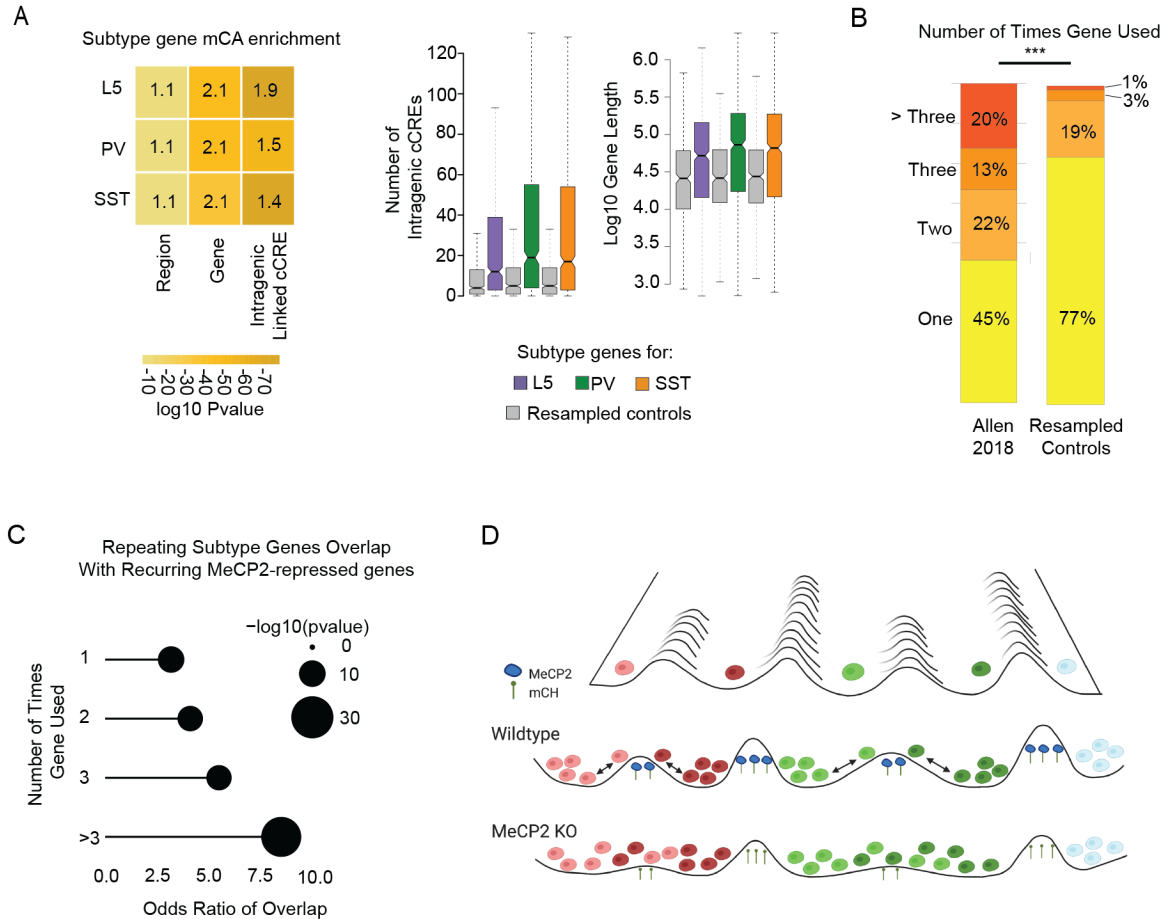 A
Subtype gene mCA enrichment
L5
1.1
2.1
1.9
PV
1.1
2.1
1.5
SST
1.1
2.1
1.4
Region
Gene
Intragenic
Linked cCRE
-10
-20
-30
-40
-50
-60
-70
log10 Pvalue
Number of
Intragenic cCREs
120
100
80
60
40
20
0
Log10 Gene Length
6.0
5.5
5.0
4.5
4.0
3.5
3.0
Subtype genes for:
L5
PV
SST
Resampled controls
B
Number of Times Gene Used
***
> Three
20%
1%
3%
Three
13%
19%
Two
22%
One
45%
77%
Allen
2018
Resampled
Controls
C
Repeating Subtype Genes Overlap
With Recurring MeCP2-repressed genes
−log10(pvalue)
0
10
30
Number of Times
Gene Used
1
2
3
>3
0.0
2.5
5.0
7.5
10.0
Odds Ratio of Overlap
D
MeCP2
mCH
Wildtype
MeCP2 KO